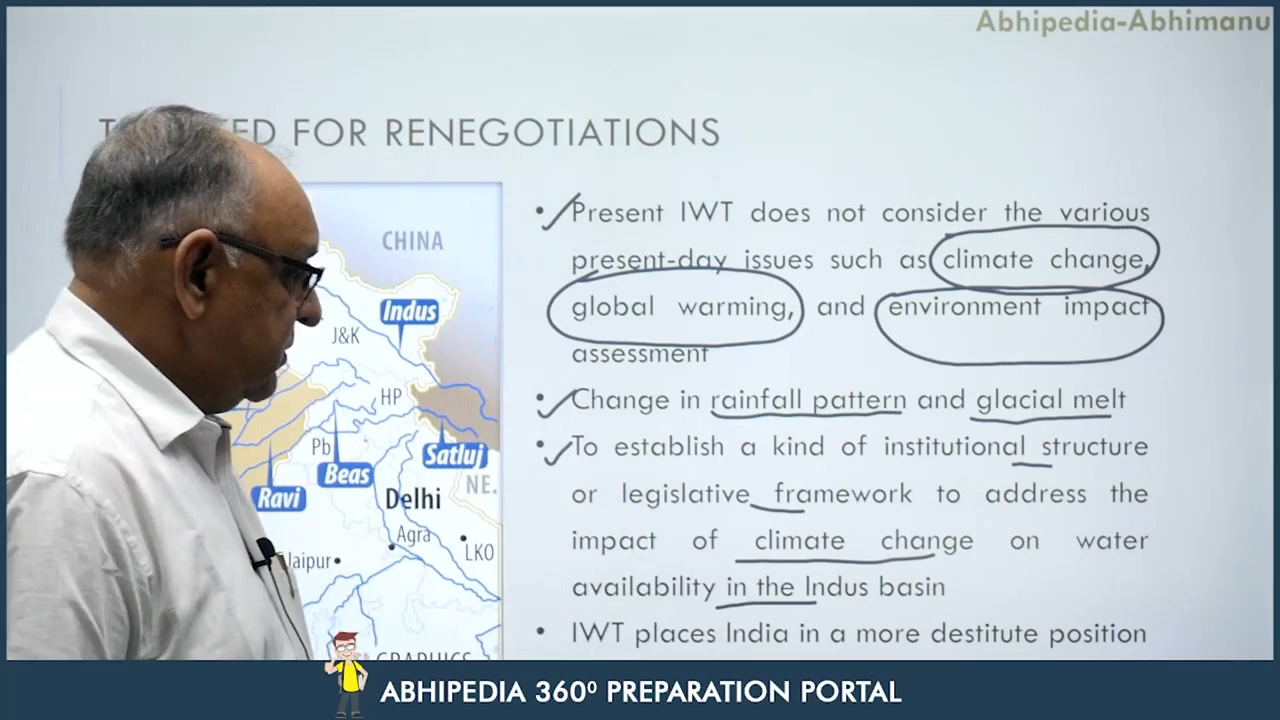 Abhipedia-Abhimanu
FOR RENEGOTIATIONS
• Present IWT does not consider the various
present-day issues such as climate change,
global warming, and environment impact
assessment
• Change in rainfall pattern and glacial melt
• To establish a kind of institutional structure
or legislative framework to address the
impact of climate change on water
availability in the Indus basin
• IWT places India in a more destitute position
CHINA
Indus
J&K
HP
Pb
Satluj
Beas
NE.
Ravi
Delhi
Agra
LKO
Jaipur
GRAPHICS
ABHIPEDIA 360⁰ PREPARATION PORTAL